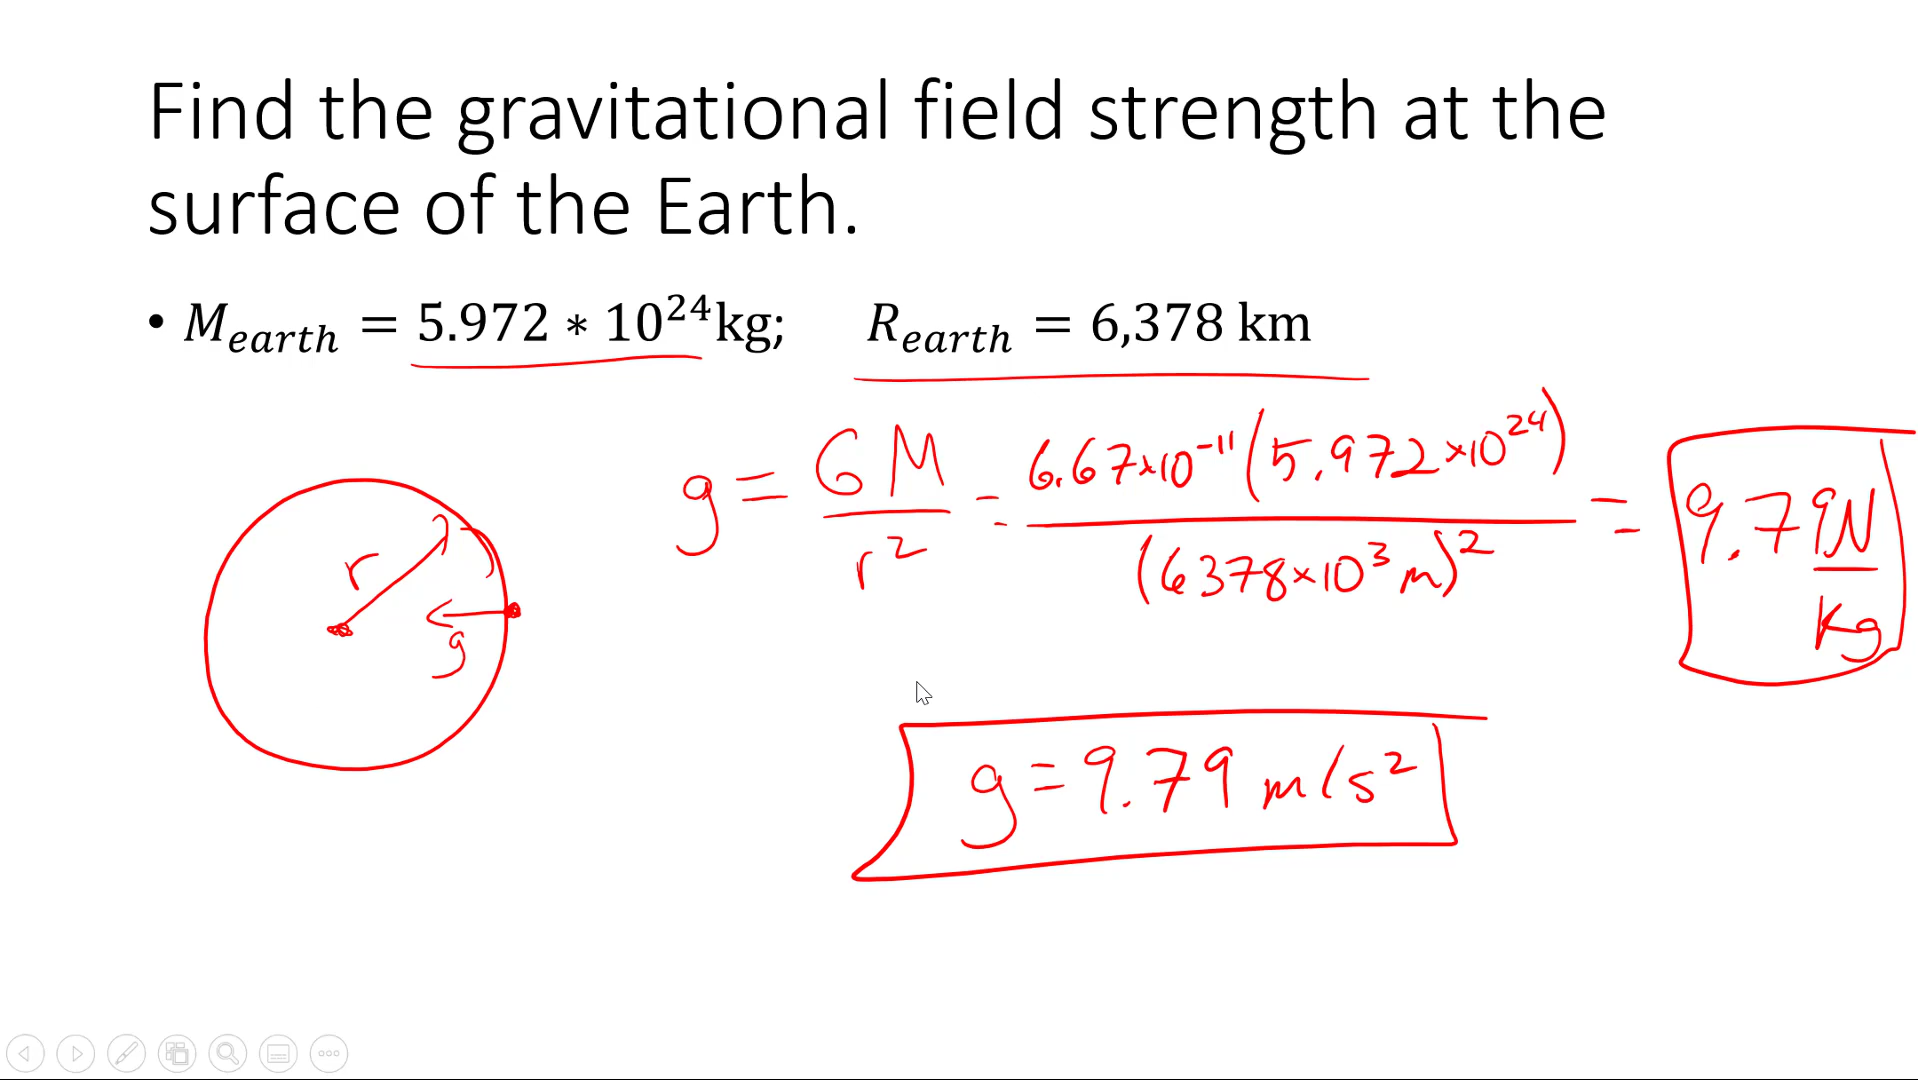 Find the gravitational field strength at the
surface of the Earth.
• M_earth = 5.972 * 10^24 kg; R_earth = 6,378 km
g = GM / r^2 = 6.67×10^-11 (5.972×10^24) / (6378×10^3 m)^2 = 9.79 N / kg
r
g
g = 9.79 m/s^2